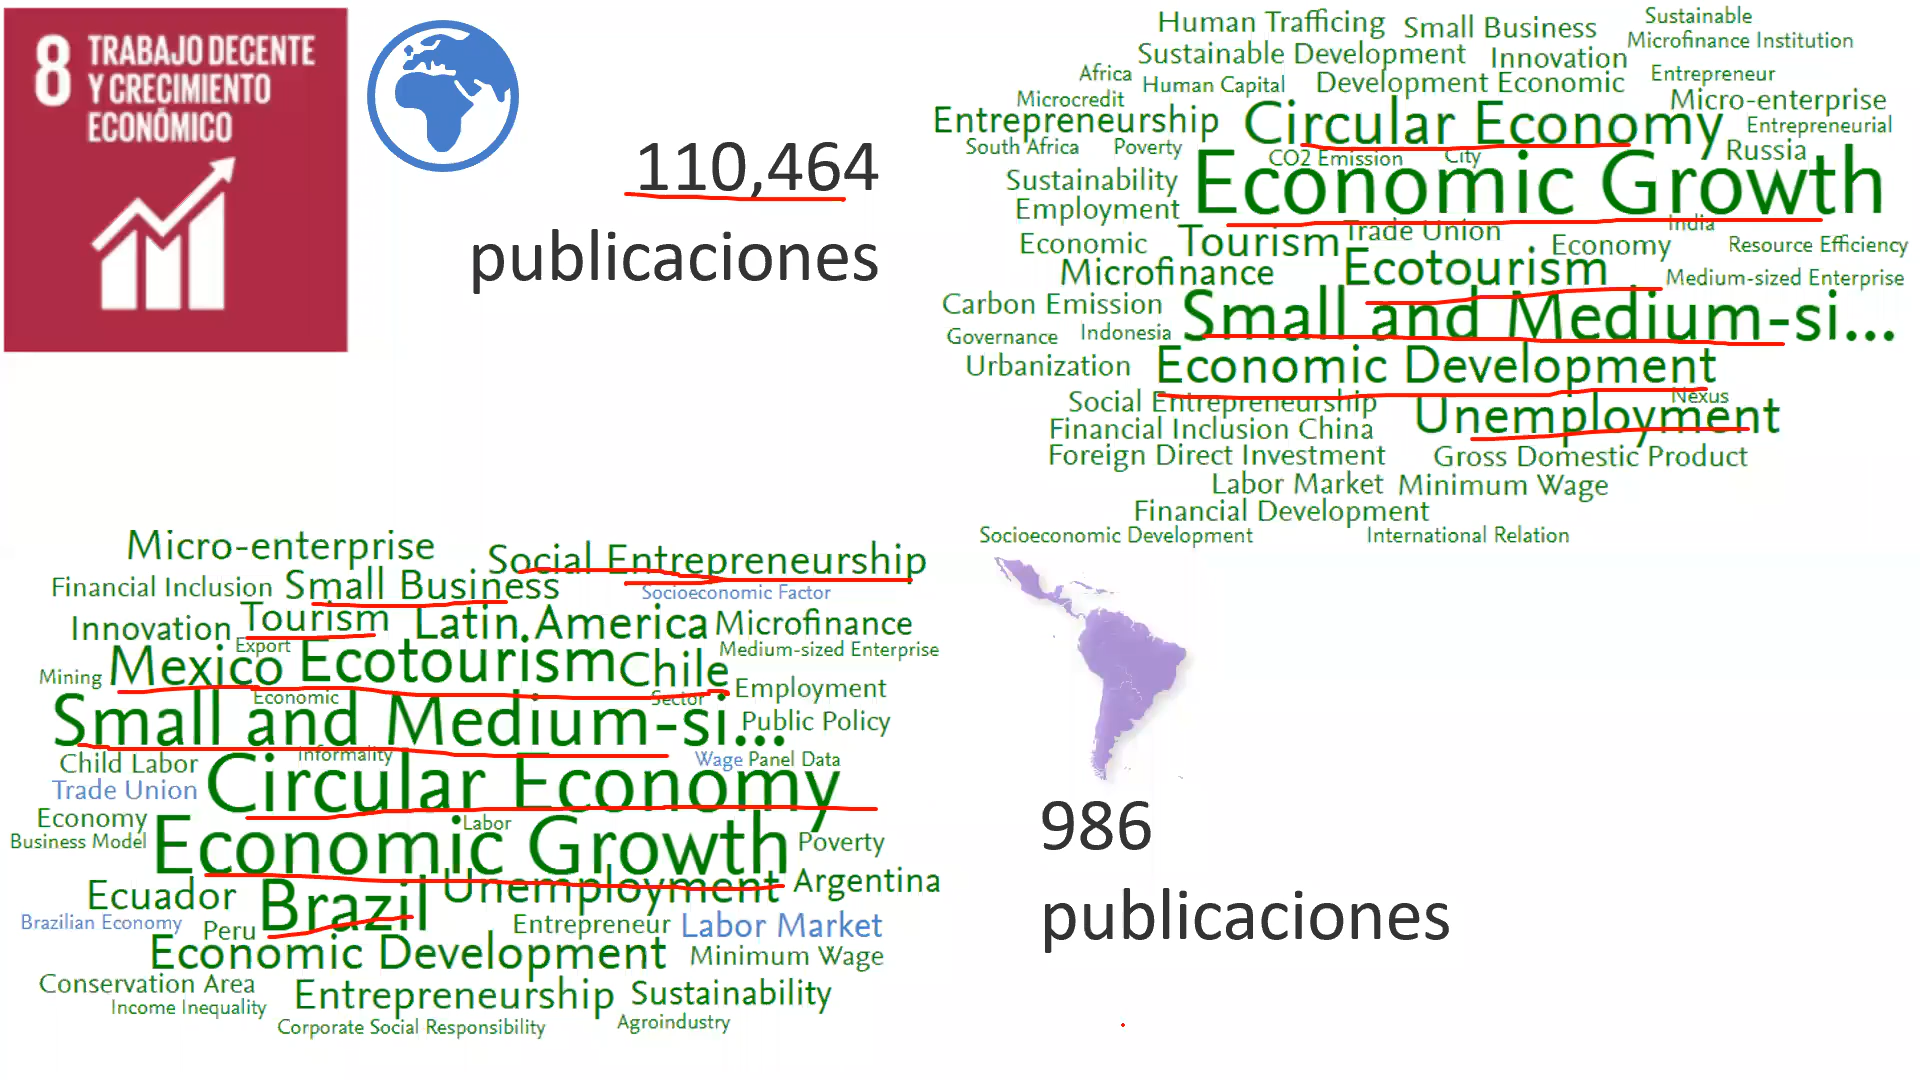 8 TRABAJO DECENTE
Y CRECIMIENTO
ECONÓMICO
110,464
publicaciones
Human Trafficing Small Business Sustainable
Microfinance Institution
Sustainable Development Innovation
Africa Human Capital Development Economic Entrepreneur
Microcredit Micro-enterprise
Entrepreneurship Circular Economy Entrepreneurial
South Africa Poverty CO2 Emission City Russia
Sustainability Economic Growth
Employment
Trade Union India
Economic Tourism Economy Resource Efficiency
Microfinance Ecotourism Medium-sized Enterprise
Carbon Emission
Governance Indonesia Small and Medium-si...
Urbanization Economic Development
Nexus
Social Entrepreneurship Unemployment
Financial Inclusion China
Foreign Direct Investment Gross Domestic Product
Labor Market Minimum Wage
Financial Development
Socioeconomic Development International Relation
Micro-enterprise Social Entrepreneurship
Financial Inclusion Small Business Socioeconomic Factor
Innovation Tourism Latin America Microfinance
Export Medium-sized Enterprise
Mining Mexico Ecotourism Chile
Economic Sector Employment
Small and Medium-si... Public Policy
Child Labor Informality Wage Panel Data
Trade Union Circular Economy
Economy Labor
Business Model Economic Growth Poverty
Ecuador Unemployment Argentina
Brazilian Economy Peru Brazil Entrepreneur Labor Market
Economic Development Minimum Wage
Conservation Area Entrepreneurship Sustainability
Income Inequality
Corporate Social Responsibility Agroindustry
986
publicaciones